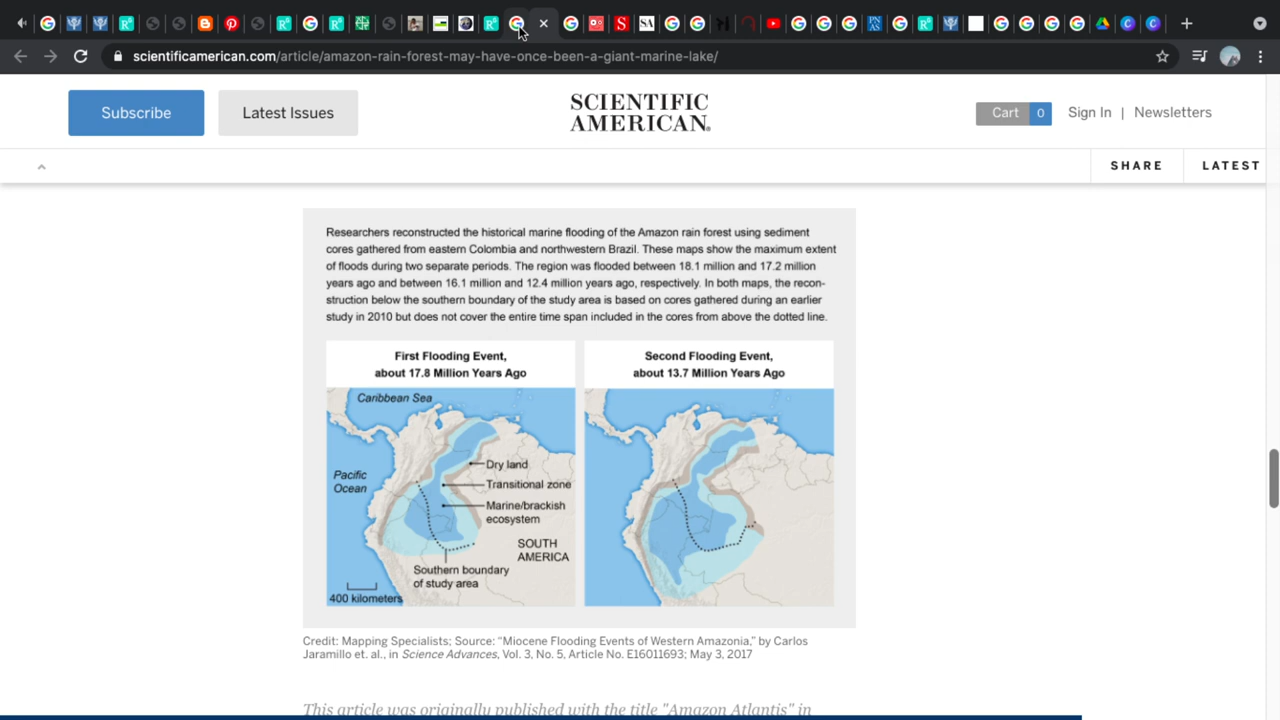 scientificamerican.com/article/amazon-rain-forest-may-have-once-been-a-giant-marine-lake/
Subscribe
Latest Issues
SCIENTIFIC
AMERICAN®
Cart 0 Sign In | Newsletters
SHARE
LATEST
Researchers reconstructed the historical marine flooding of the Amazon rain forest using sediment
cores gathered from eastern Colombia and northwestern Brazil. These maps show the maximum extent
of floods during two separate periods. The region was flooded between 18.1 million and 17.2 million
years ago and between 16.1 million and 12.4 million years ago, respectively. In both maps, the recon-
struction below the southern boundary of the study area is based on cores gathered during an earlier
study in 2010 but does not cover the entire time span included in the cores from above the dotted line.
First Flooding Event,
about 17.8 Million Years Ago
Caribbean Sea
Pacific
Ocean
Dry land
Transitional zone
Marine/brackish
ecosystem
SOUTH
AMERICA
Southern boundary
of study area
400 kilometers
Second Flooding Event,
about 13.7 Million Years Ago
Credit: Mapping Specialists; Source: “Miocene Flooding Events of Western Amazonia,” by Carlos
Jaramillo et. al., in Science Advances, Vol. 3, No. 5, Article No. E16011693; May 3, 2017
This article was originally published with the title "Amazon Atlantis" in